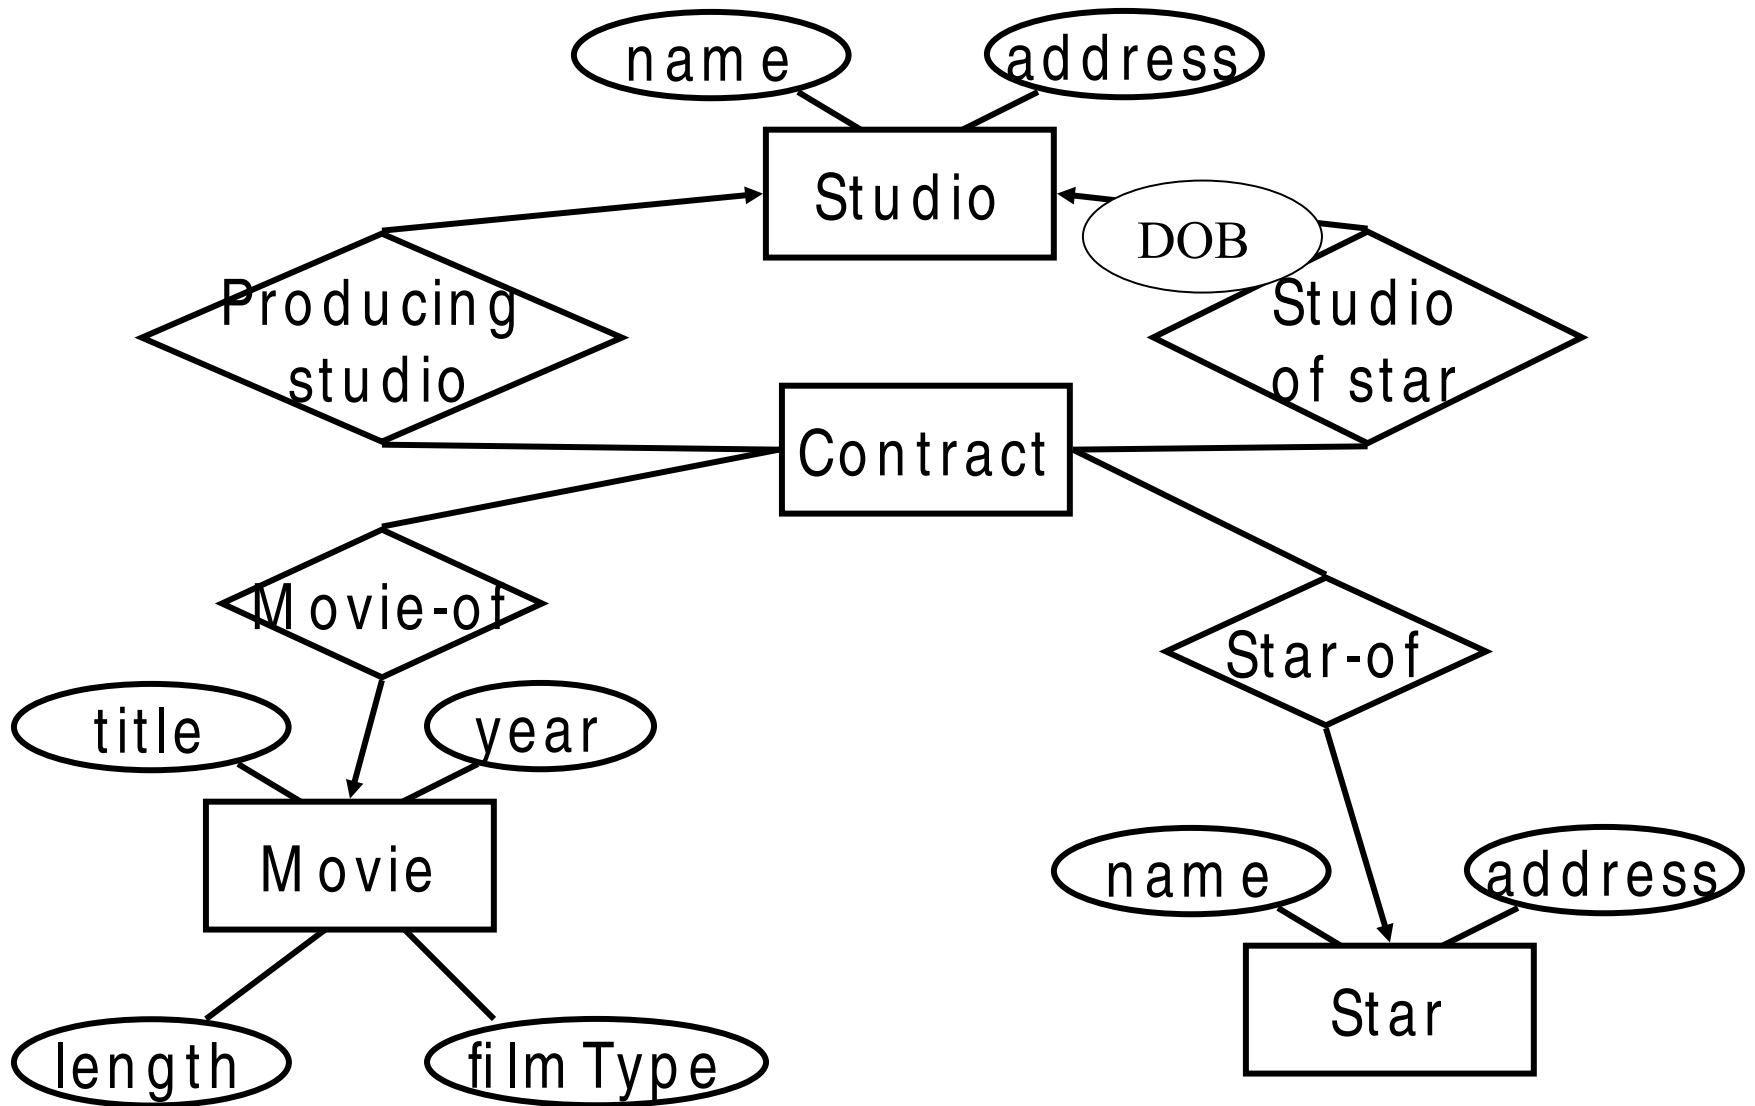 name
address
Studio
DOB
Producing
studio
Studio
of star
Contract
Movie-of
Star-of
title
year
Movie
name
address
Star
length
filmType